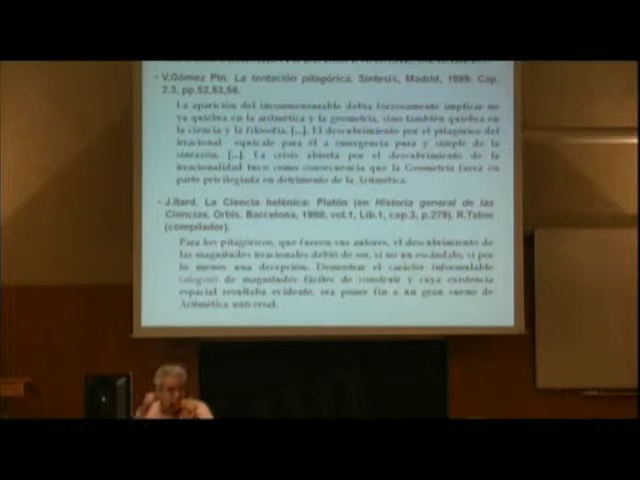 • V.Gómez Pin. La tentación pitagórica. Síntesis, Madrid, 1999. Cap.
2.3, pp.52,53,56.
La aparición del inconmensurable debía forzosamente implicar no
ya quiebra en la aritmética y la geometría, sino también quiebra en
la ciencia y la filosofía. [...]. El descubrimiento por el pitagórico del
irracional equivale para él a emergencia pura y simple de la
sinrazón. [...]. La crisis abierta por el descubrimiento de la
irracionalidad tuvo como consecuencia que la Geometría fuera en
parte privilegiada en detrimento de la Aritmética.
• J.Itard. La Ciencia helénica: Platón (en Historia general de las
Ciencias. Orbis. Barcelona, 1988, vol.1, Lib.1, cap.3, p.279). R.Taton
(compilador).
Para los pitagóricos, que fueron sus autores, el descubrimiento de
las magnitudes irracionales debió de ser, si no un escándalo, sí por
lo menos una decepción. Demostrar el carácter informulable
(alogon) de magnitudes fáciles de construir y cuya existencia
espacial resultaba evidente, era poner fin a un gran sueño de
Aritmética universal.